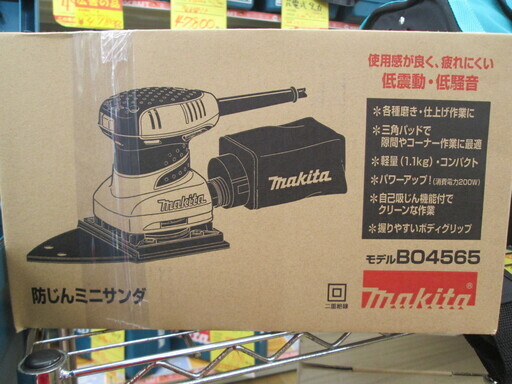 使用感が良く、疲れにくい
低震動・低騒音
＊各種磨き・仕上げ作業に
＊三角パッドで
隙間やコーナー作業に最適
＊軽量(1.1kg)・コンパクト
＊パワーアップ!(消費電力200W)
＊自己吸じん機能付で
クリーンな作業
＊握りやすいボディグリップ
モデルBO4565
makita
makita
防じんミニサンダ
二重絶縁
makita